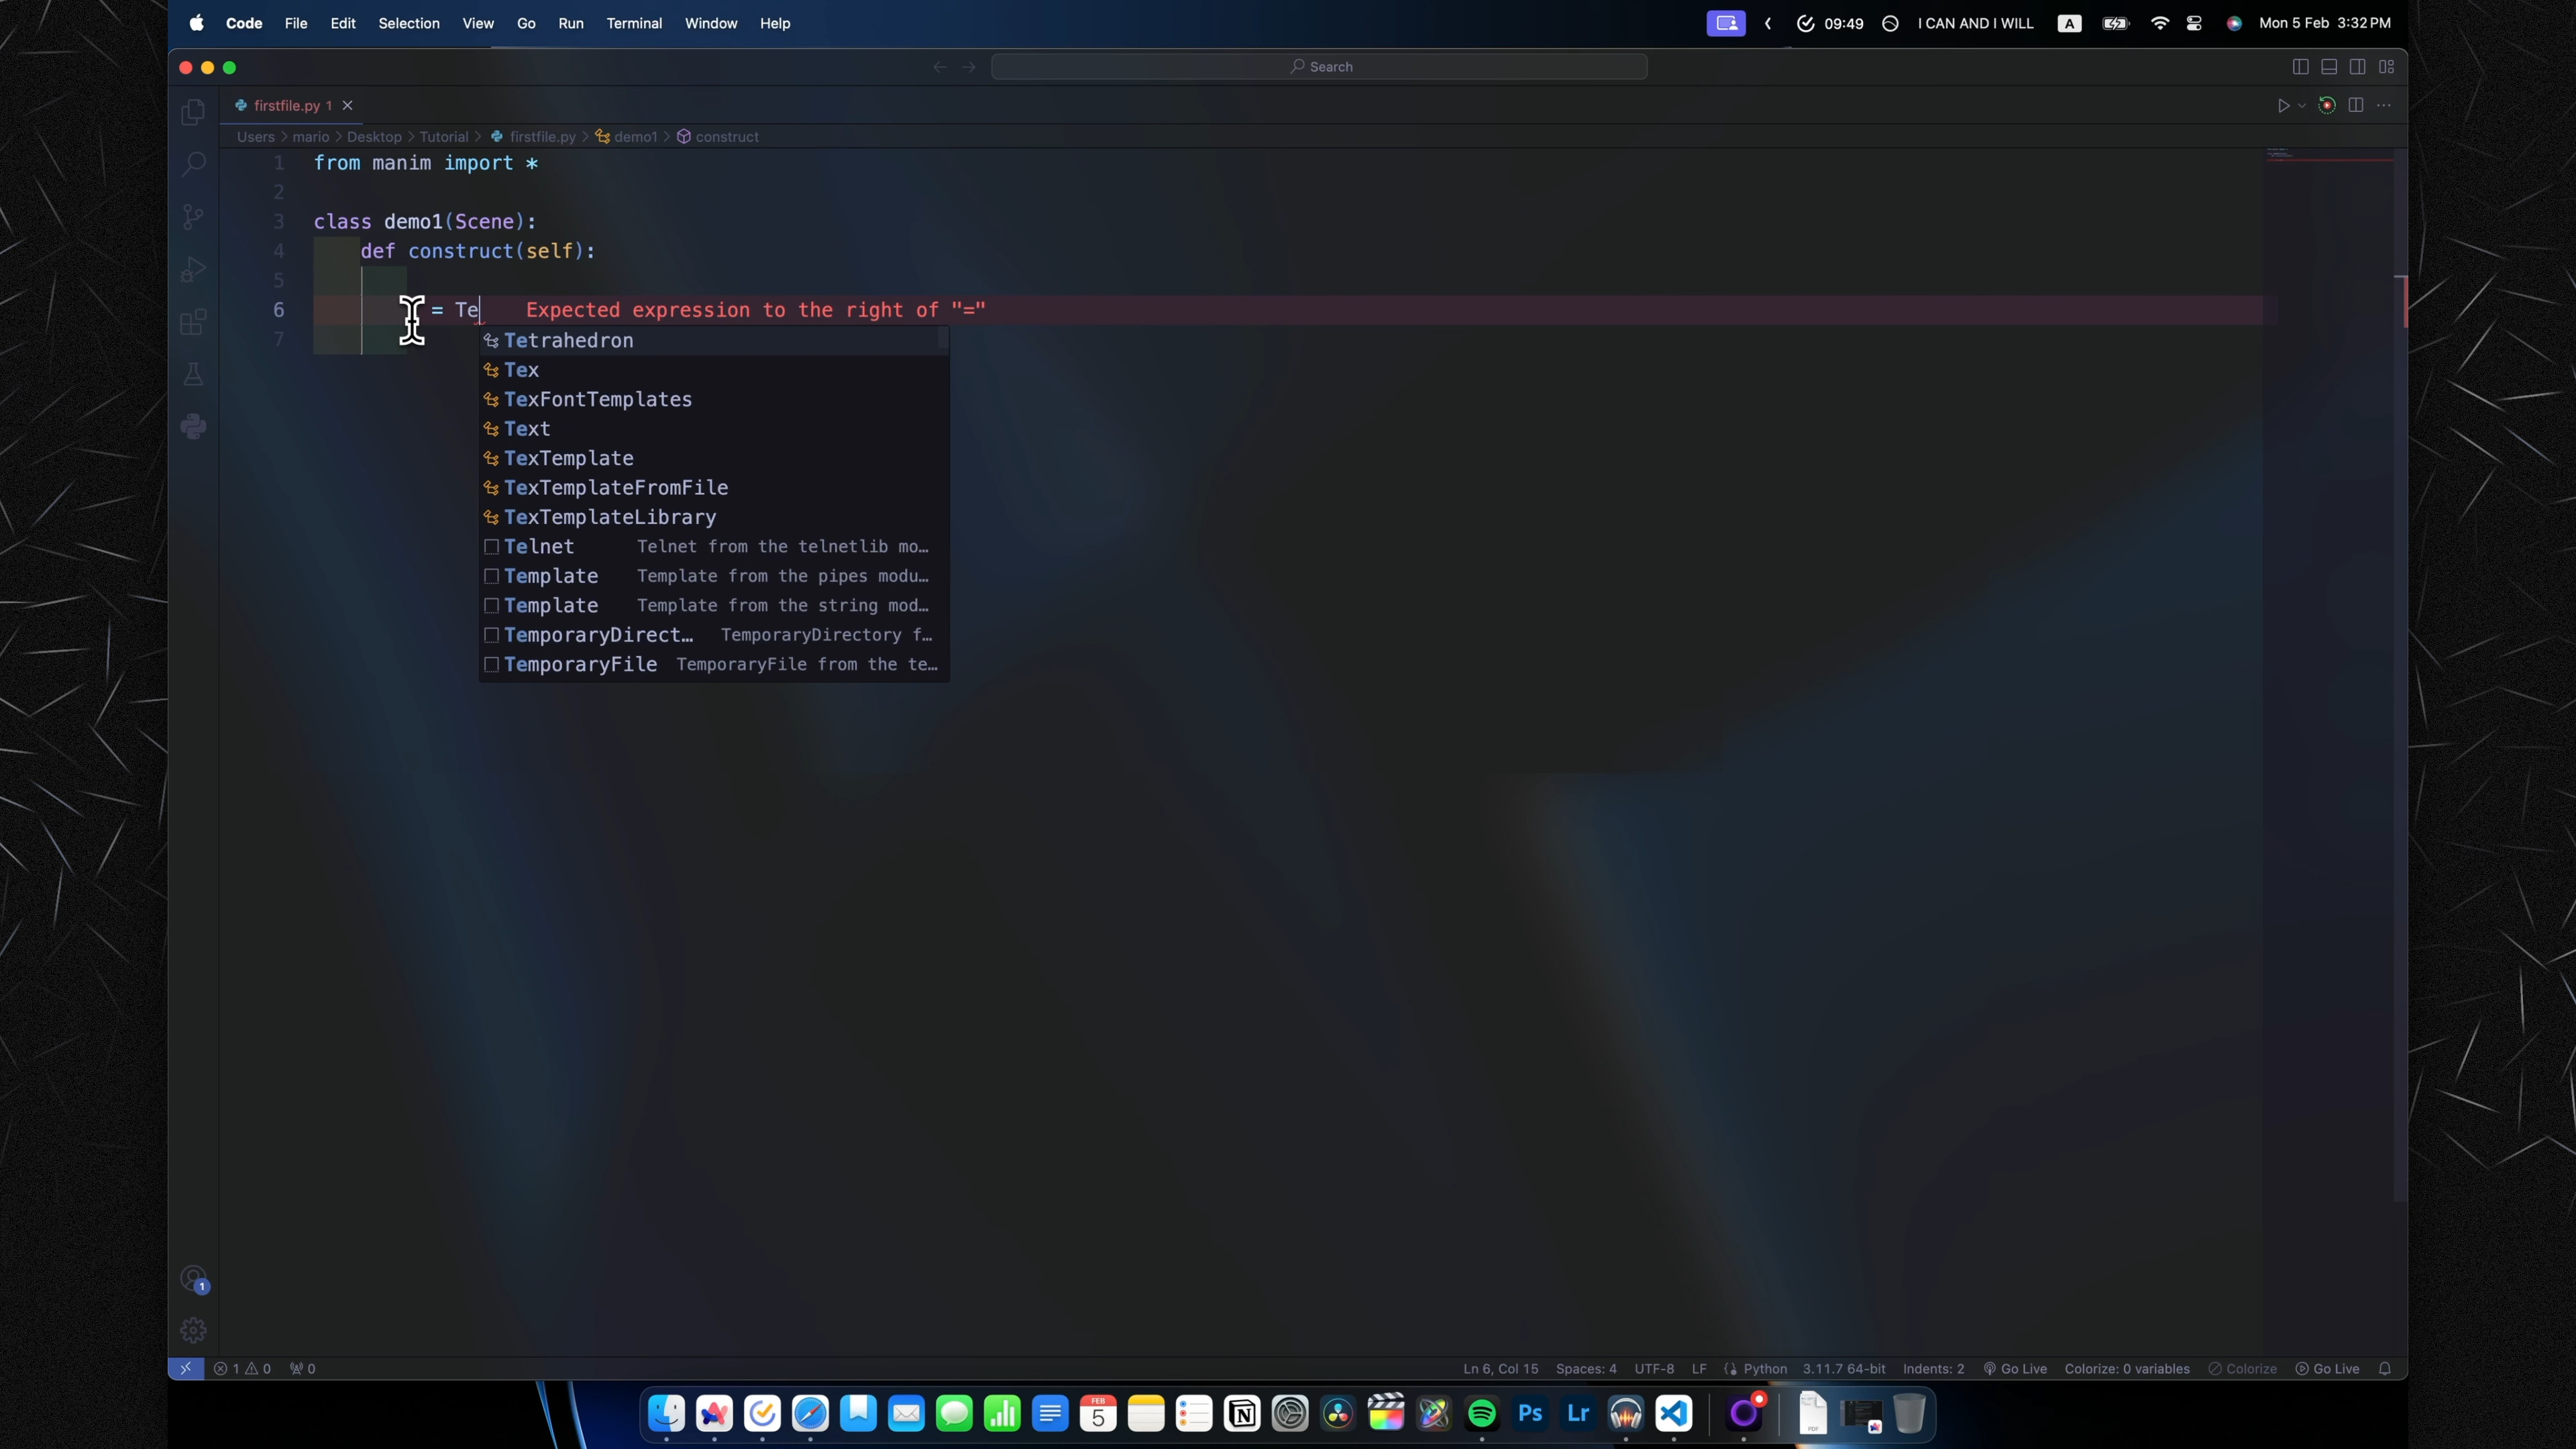 Code File Edit Selection View Go Run Terminal Window Help 09:49 I CAN AND I WILL A Mon 5 Feb 3:32 PM
Search
firstfile.py 1
Users > mario > Desktop > Tutorial > firstfile.py > demo1 > construct
1 from manim import *
2
3 class demo1(Scene):
4 def construct(self):
5
6 = Te Expected expression to the right of "="
7
Tetrahedron
Tex
TexFontTemplates
Text
TexTemplate
TexTemplateFromFile
TexTemplateLibrary
Telnet Telnet from the telnetlib mo…
Template Template from the pipes modu…
Template Template from the string mod…
TemporaryDirect… TemporaryDirectory f…
TemporaryFile TemporaryFile from the te…
1
1 0 0 Ln 6, Col 15 Spaces: 4 UTF-8 LF Python 3.11.7 64-bit Indents: 2 Go Live Colorize: 0 variables Colorize Go Live
FEB
5
Ps Lr
PDF